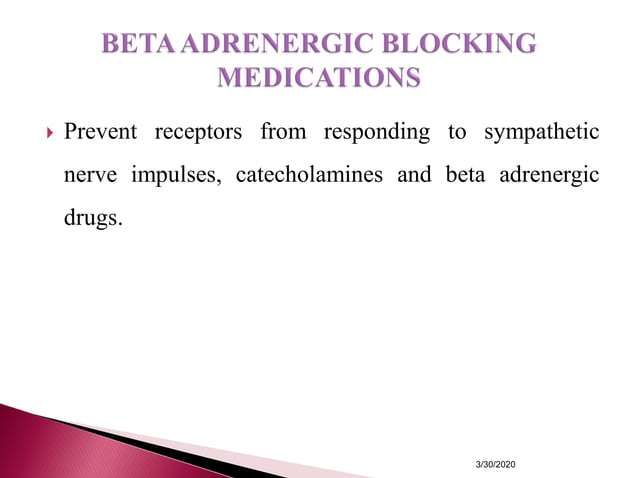 BETA ADRENERGIC BLOCKING
MEDICATIONS
Prevent receptors from responding to sympathetic
nerve impulses, catecholamines and beta adrenergic
drugs.
3/30/2020